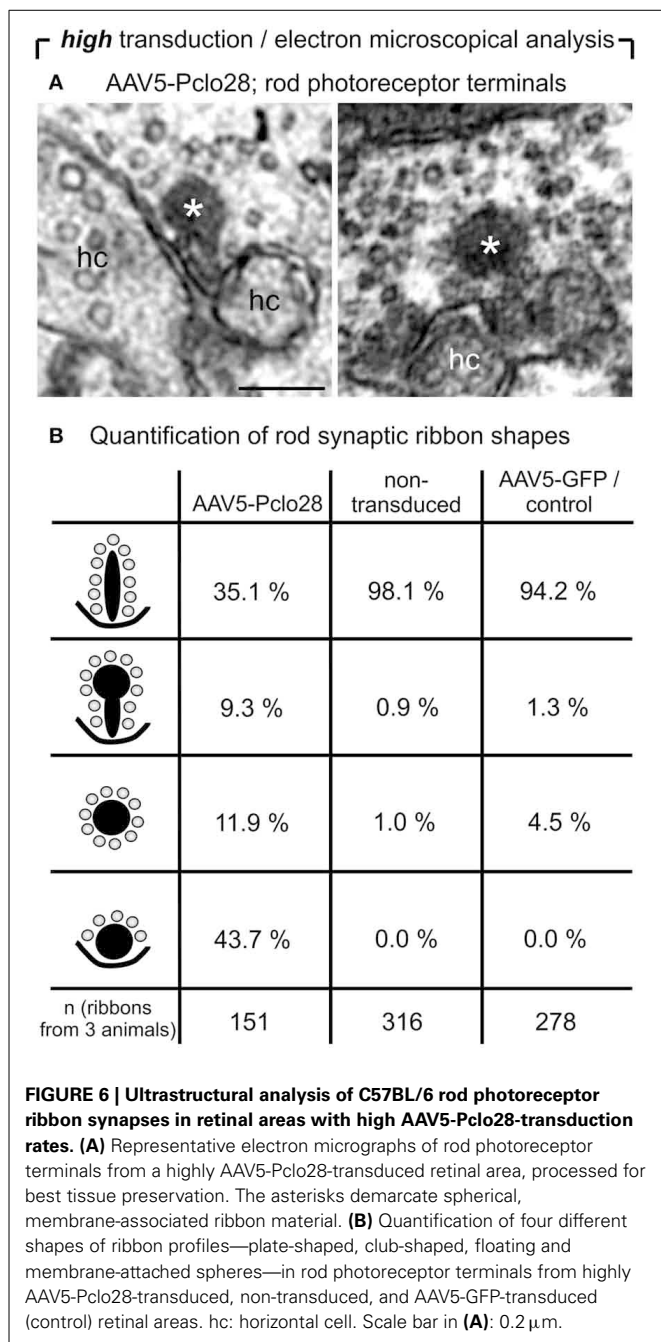 high transduction / electron microscopical analysis
A AAV5-Pclo28; rod photoreceptor terminals
* *
hc hc hc
B Quantification of rod synaptic ribbon shapes
AAV5-Pclo28 non-transduced AAV5-GFP / control
35.1 % 98.1 % 94.2 %
9.3 % 0.9 % 1.3 %
11.9 % 1.0 % 4.5 %
43.7 % 0.0 % 0.0 %
n (ribbons from 3 animals) 151 316 278
FIGURE 6 | Ultrastructural analysis of C57BL/6 rod photoreceptor
ribbon synapses in retinal areas with high AAV5-Pclo28-transduction
rates. (A) Representative electron micrographs of rod photoreceptor
terminals from a highly AAV5-Pclo28-transduced retinal area, processed for
best tissue preservation. The asterisks demarcate spherical,
membrane-associated ribbon material. (B) Quantification of four different
shapes of ribbon profiles—plate-shaped, club-shaped, floating and
membrane-attached spheres—in rod photoreceptor terminals from highly
AAV5-Pclo28-transduced, non-transduced, and AAV5-GFP-transduced
(control) retinal areas. hc: horizontal cell. Scale bar in (A): 0.2 μm.